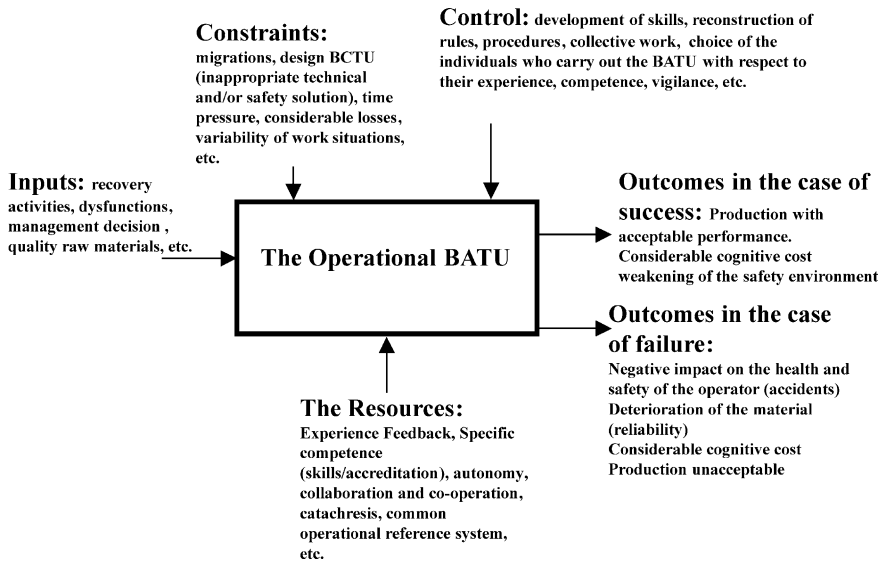 Constraints:
migrations, design BCTU
(inappropriate technical
and/or safety solution), time
pressure, considerable losses,
variability of work situations,
etc.
Control: development of skills, reconstruction of
rules, procedures, collective work, choice of the
individuals who carry out the BATU with respect to
their experience, competence, vigilance, etc.
Inputs: recovery
activities, dysfunctions,
management decision ,
quality raw materials, etc.
The Operational BATU
Outcomes in the case of
success: Production with
acceptable performance.
Considerable cognitive cost
weakening of the safety environment
Outcomes in the case
of failure:
Negative impact on the health and
safety of the operator (accidents)
Deterioration of the material
(reliability)
Considerable cognitive cost
Production unacceptable
The Resources:
Experience Feedback, Specific
competence
(skills/accreditation), autonomy,
collaboration and co-operation,
catachresis, common
operational reference system,
etc.